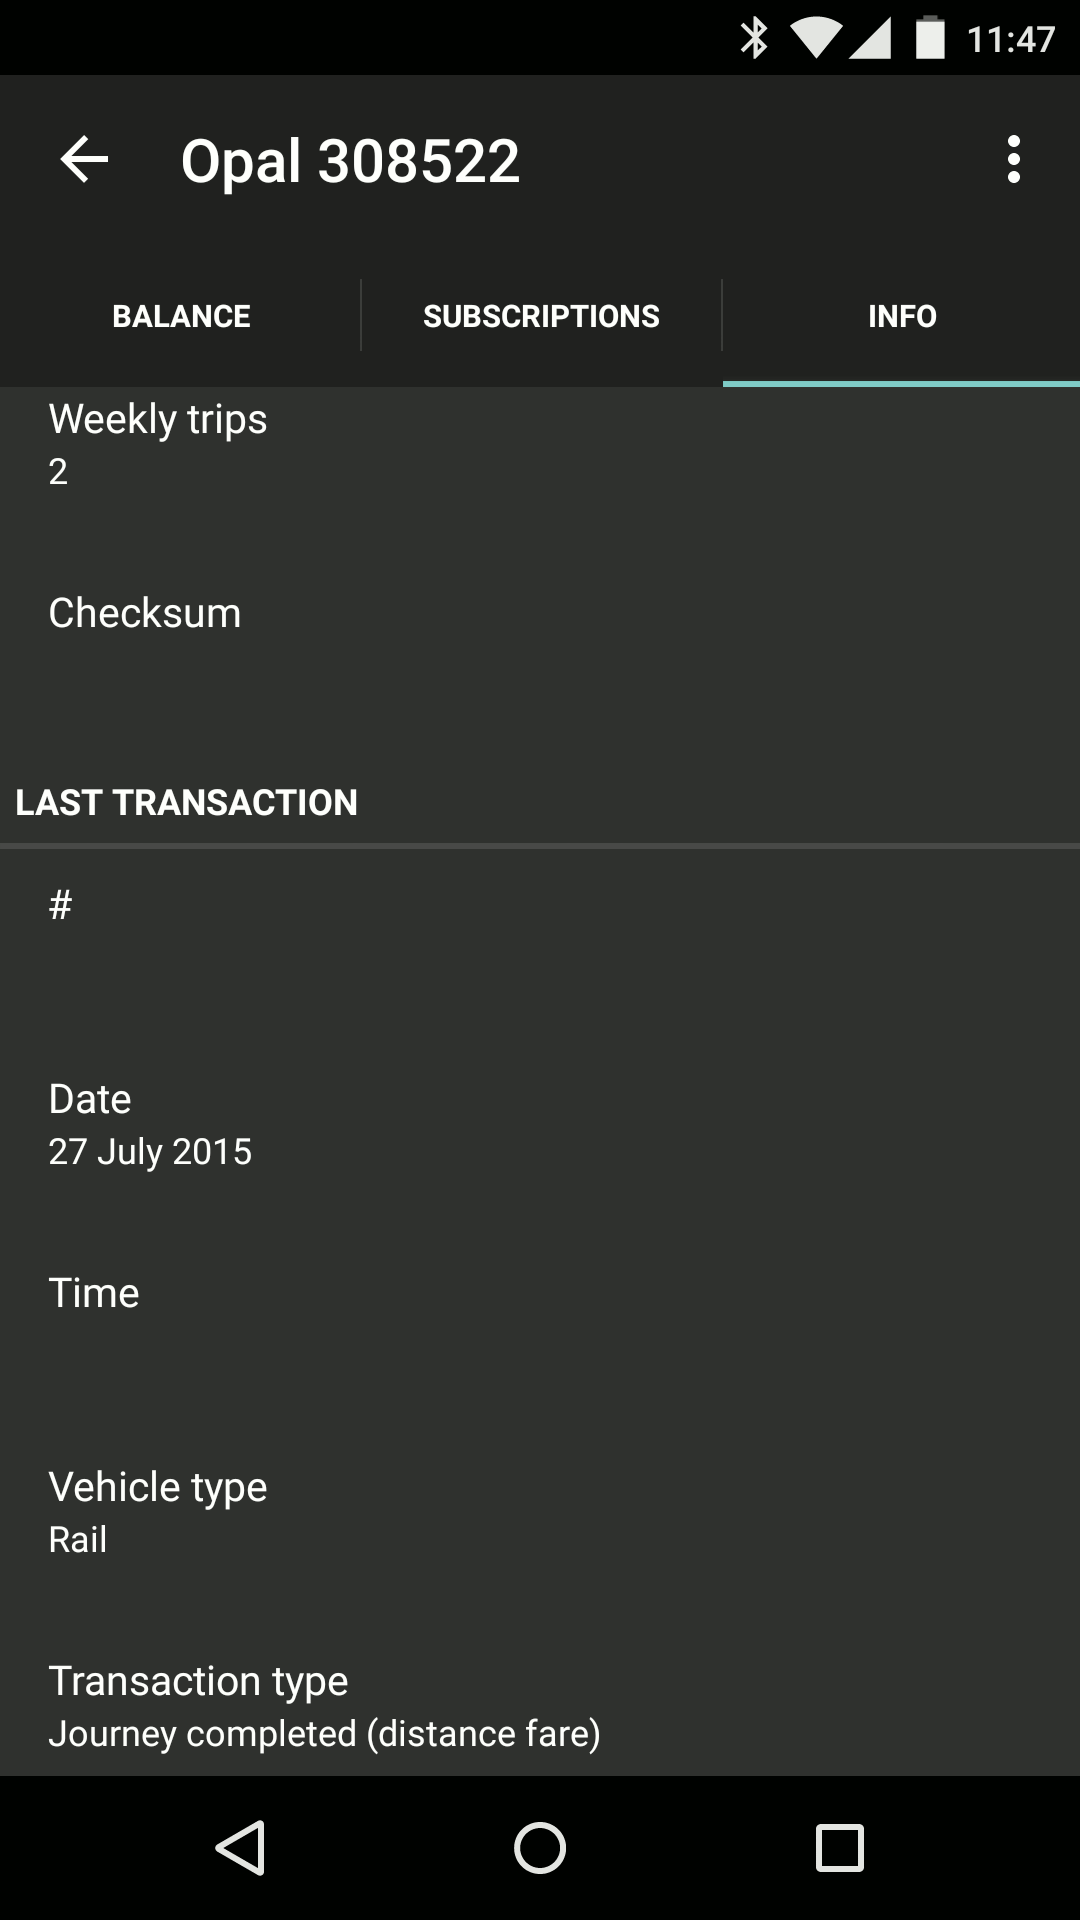 11:47
Opal 308522
BALANCE
SUBSCRIPTIONS
INFO
Weekly trips
2
Checksum
LAST TRANSACTION
#
Date
27 July 2015
Time
Vehicle type
Rail
Transaction type
Journey completed (distance fare)